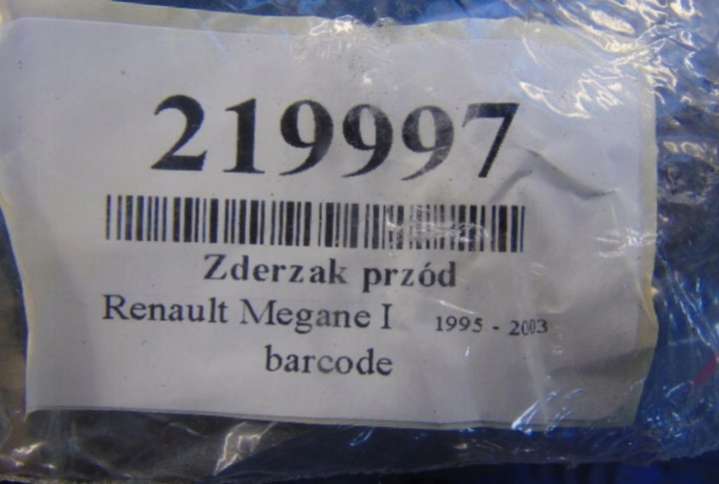 219997
Zderzak przód
Renault Megane I 1995 - 2003
barcode